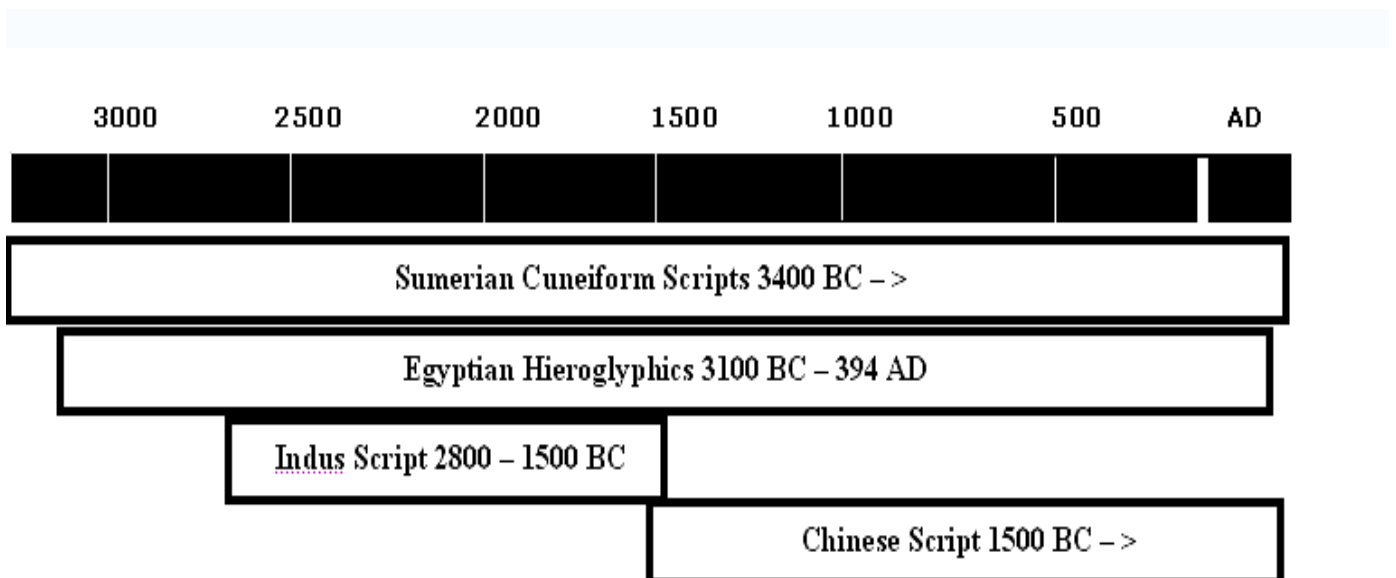 3000 2500 2000 1500 1000 500 AD
Sumerian Cuneiform Scripts 3400 BC – >
Egyptian Hieroglyphics 3100 BC – 394 AD
Indus Script 2800 – 1500 BC
Chinese Script 1500 BC – >